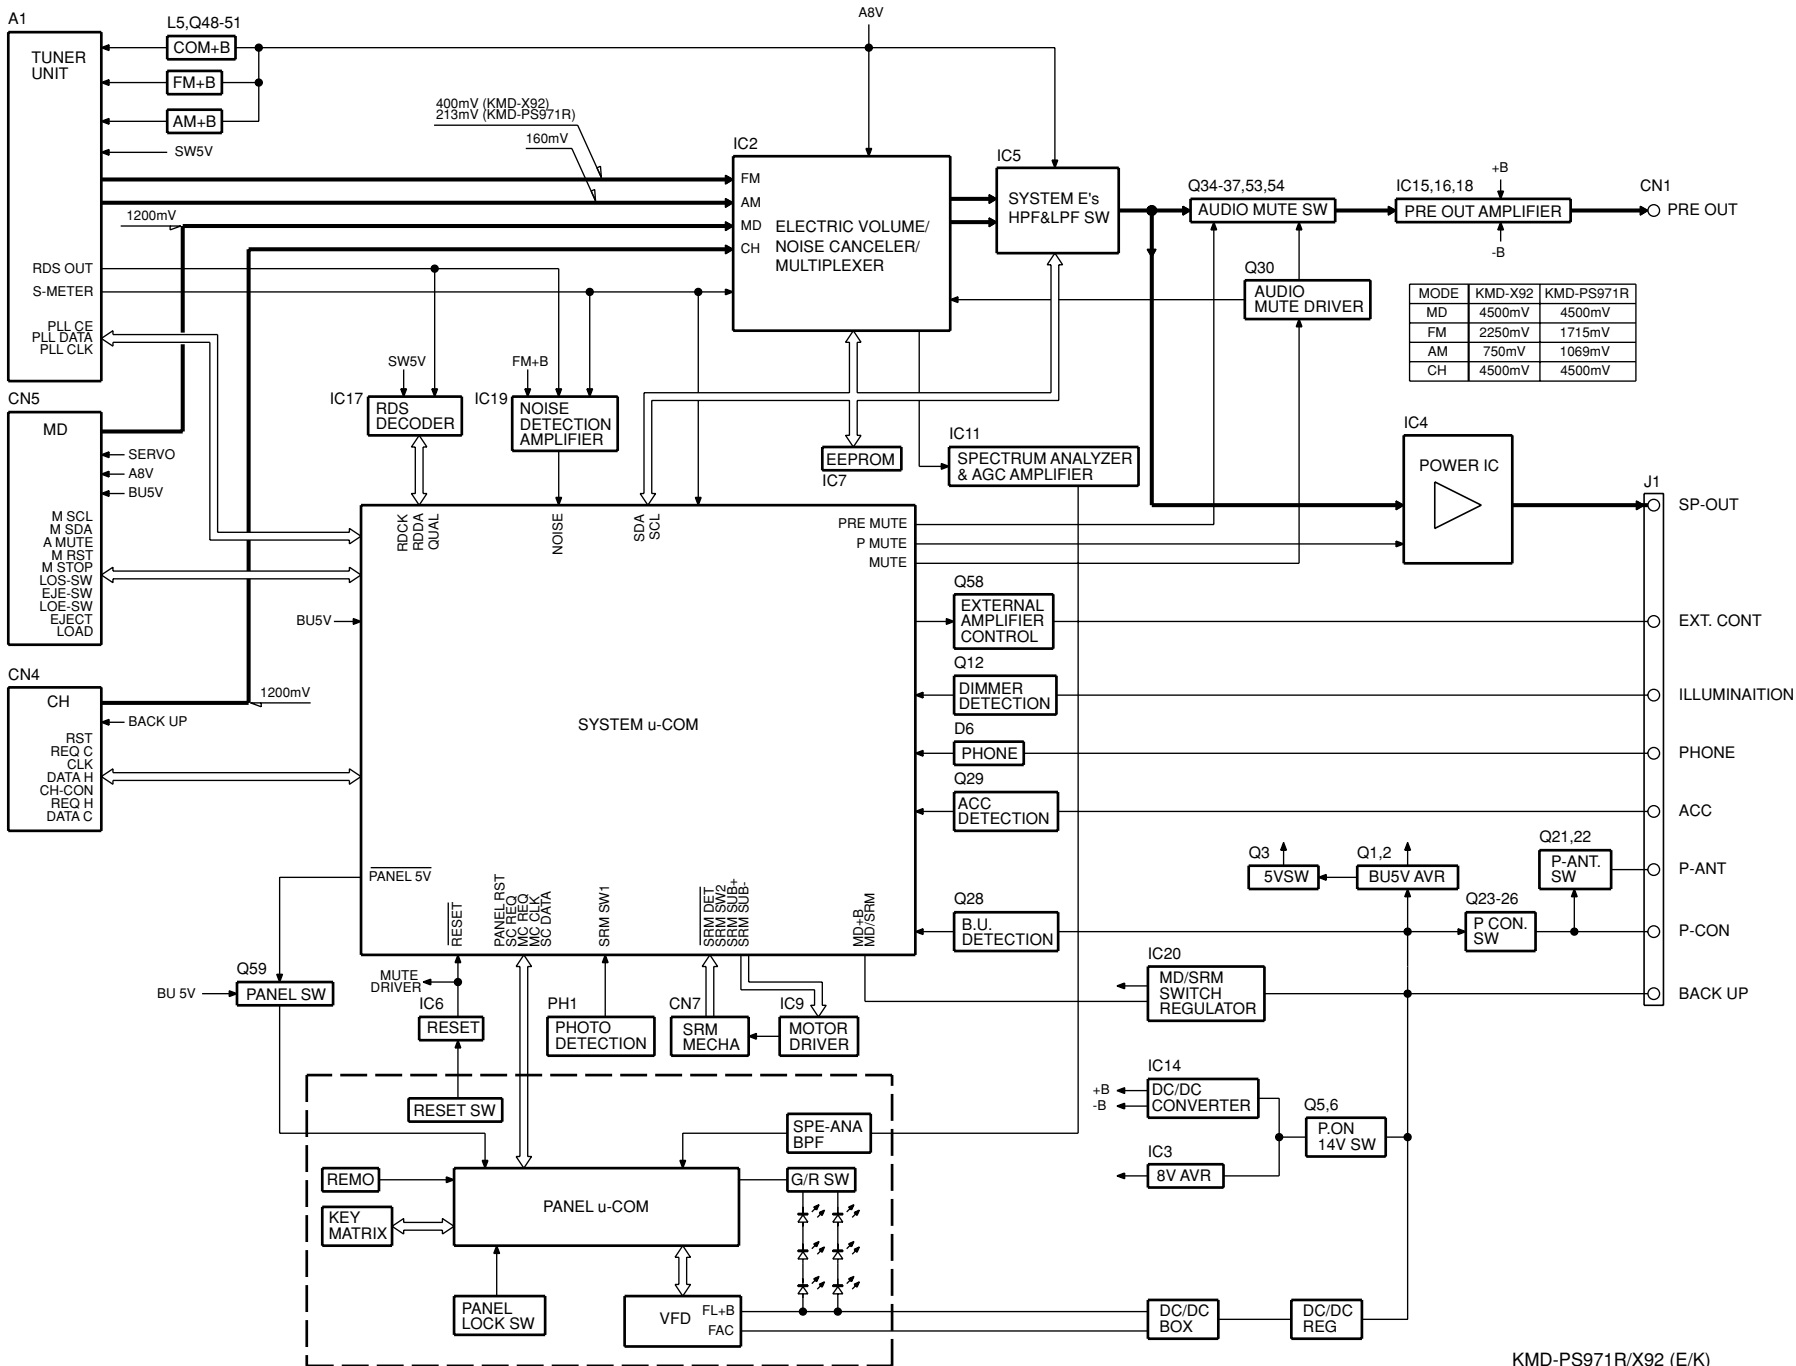 A1
TUNER
UNIT
RDS OUT
S-METER
PLL CE
PLL DATA
PLL CLK
L5,Q48-51
COM+B
FM+B
AM+B
SW5V
A8V
400mV (KMD-X92)
213mV (KMD-PS971R)
160mV
1200mV
IC2
FM
AM
MD
CH
ELECTRIC VOLUME/
NOISE CANCELER/
MULTIPLEXER
IC5
SYSTEM E's
HPF&LPF SW
Q34-37,53,54
AUDIO MUTE SW
IC15,16,18
+B
PRE OUT AMPLIFIER
-B
CN1
PRE OUT
Q30
AUDIO
MUTE DRIVER
MODE KMD-X92 KMD-PS971R
MD 4500mV 4500mV
FM 2250mV 1715mV
AM 750mV 1069mV
CH 4500mV 4500mV
CN5
MD
SERVO
A8V
BU5V
M SCL
M SDA
A MUTE
M RST
M STOP
LOS-SW
EJE-SW
LOE-SW
EJECT
LOAD
SW5V
IC17
RDS
DECODER
FM+B
IC19
NOISE
DETECTION
AMPLIFIER
EEPROM
IC7
IC11
SPECTRUM ANALYZER
& AGC AMPLIFIER
IC4
POWER IC
J1
SP-OUT
EXT. CONT
ILLUMINAITION
PHONE
ACC
P-ANT
P-CON
BACK UP
CN4
CH
BACK UP
RST
REQ C
CLK
DATA H
CH-CON
REQ H
DATA C
1200mV
BU5V
RDCK
RDDA
QUAL
NOISE
SDA
SCL
PRE MUTE
P MUTE
MUTE
SYSTEM u-COM
PANEL 5V
RESET
PANEL RST
SC REQ
MC REQ
MC CLK
SC DATA
SRM SW1
SRM DET
SRM SW2
SRM SUB+
SRM SUB-
MD+B
MD/SRM
Q58
EXTERNAL
AMPLIFIER
CONTROL
Q12
DIMMER
DETECTION
D6
PHONE
Q29
ACC
DETECTION
Q28
B.U.
DETECTION
Q3
5VSW
Q1,2
BU5V AVR
Q21,22
P-ANT.
SW
Q23-26
P CON.
SW
IC20
MD/SRM
SWITCH
REGULATOR
Q59
BU 5V
PANEL SW
MUTE
DRIVER
IC6
RESET
PH1
PHOTO
DETECTION
CN7
SRM
MECHA
IC9
MOTOR
DRIVER
IC14
+B
-B
DC/DC
CONVERTER
Q5,6
P.ON
14V SW
IC3
8V AVR
RESET SW
SPE-ANA
BPF
REMO
KEY
MATRIX
PANEL u-COM
G/R SW
PANEL
LOCK SW
VFD
FL+B
FAC
DC/DC
BOX
DC/DC
REG
KMD-PS971R/X92 (E/K)